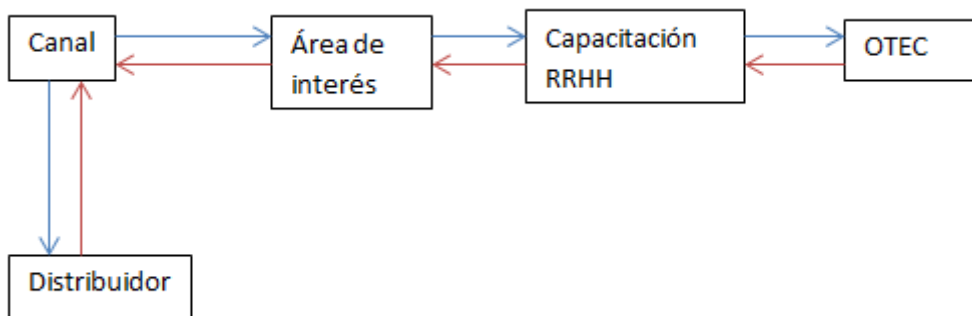 Canal
Área de
interés
Capacitación
RRHH
OTEC
Distribuidor